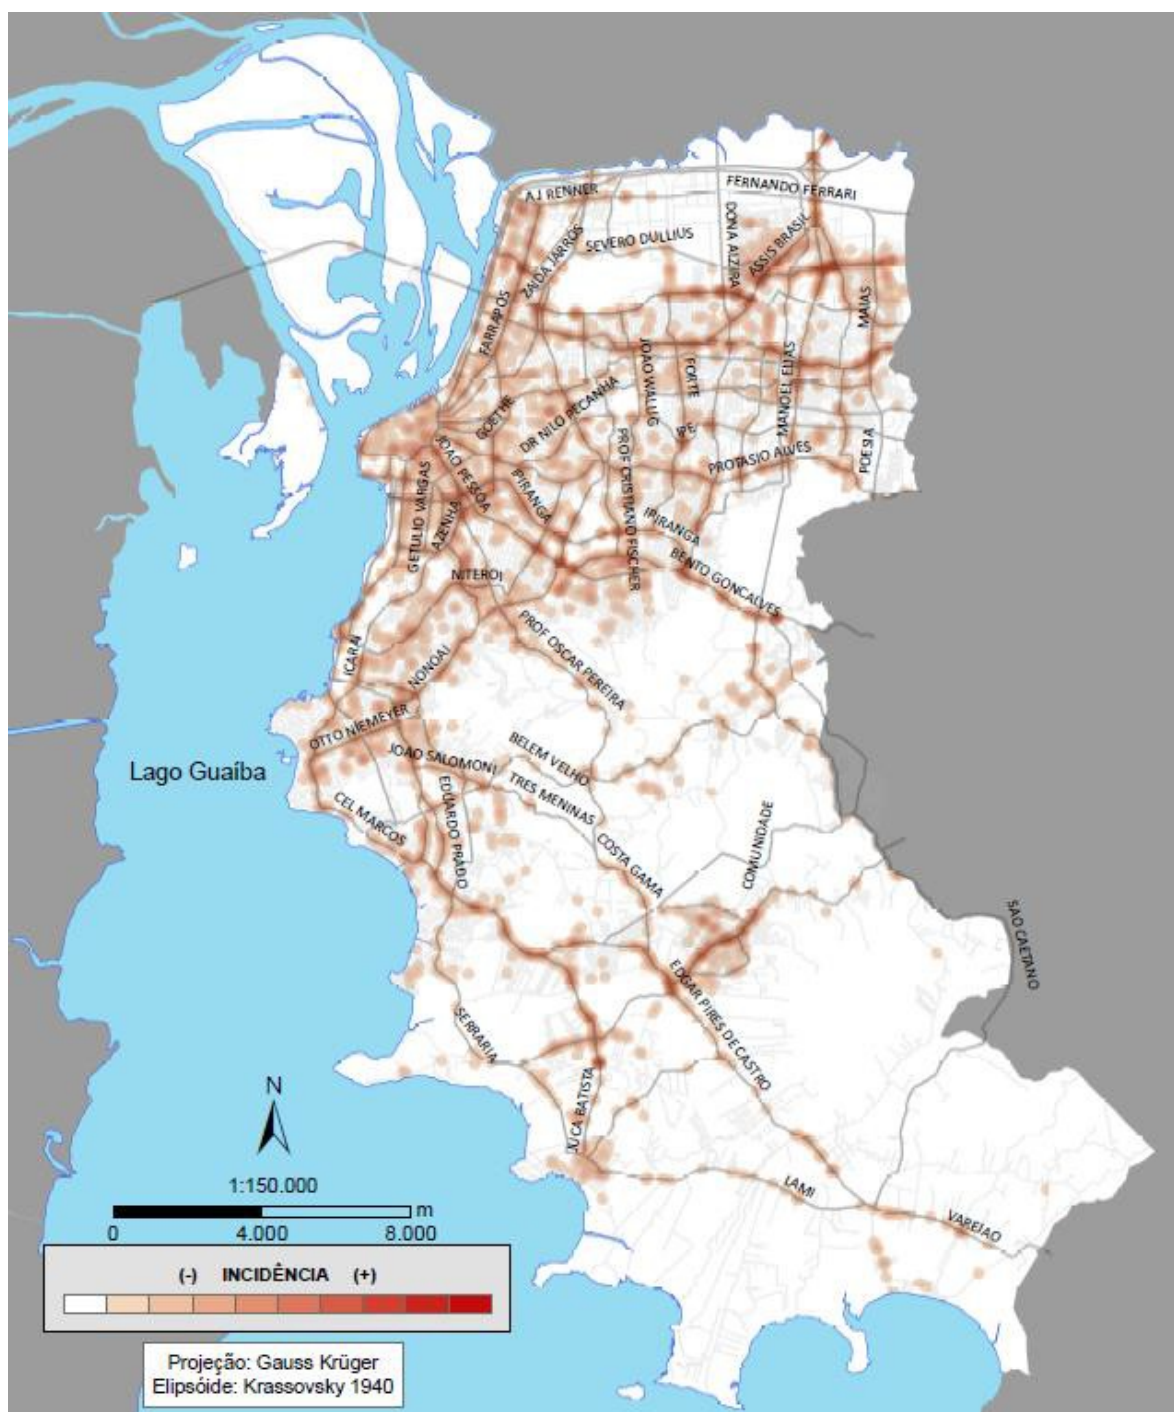 A J RENNER
FERNANDO FERRARI
DONA ALZIRA
ASSIS BRASIL
SEVERO DULLIUS
ZAIDA JARROS
FARRAPOS
MAIAS
JOAO WALLIG
FORTE
MANOEL ELIAS
GOETHE
DR NILO PECANHA
IPE
PROTASIO ALVES
POESIA
JOAO PESSOA
GETULIO VARGAS
AZENHA
IPIRANGA
PROF CRISTIANO FISCHER
IPIRANGA
BENTO GONCALVES
NITEROI
ICARAI
NONOAI
PROF OSCAR PEREIRA
OTTO NIEMEYER
JOAO SALOMONI
BELEM VELHO
TRES MENINAS
Lago Guaíba
CEL MARCOS
EDUARDO PRADO
COSTA GAMA
COMUNIDADE
SAO CAETANO
EDGAR PIRES DE CASTRO
SERRARIA
JUCA BATISTA
LAMI
VAREJAO
N
1:150.000
m
0 4.000 8.000
(-) INCIDÊNCIA (+)
Projeção: Gauss Krüger
Elipsóide: Krassovsky 1940